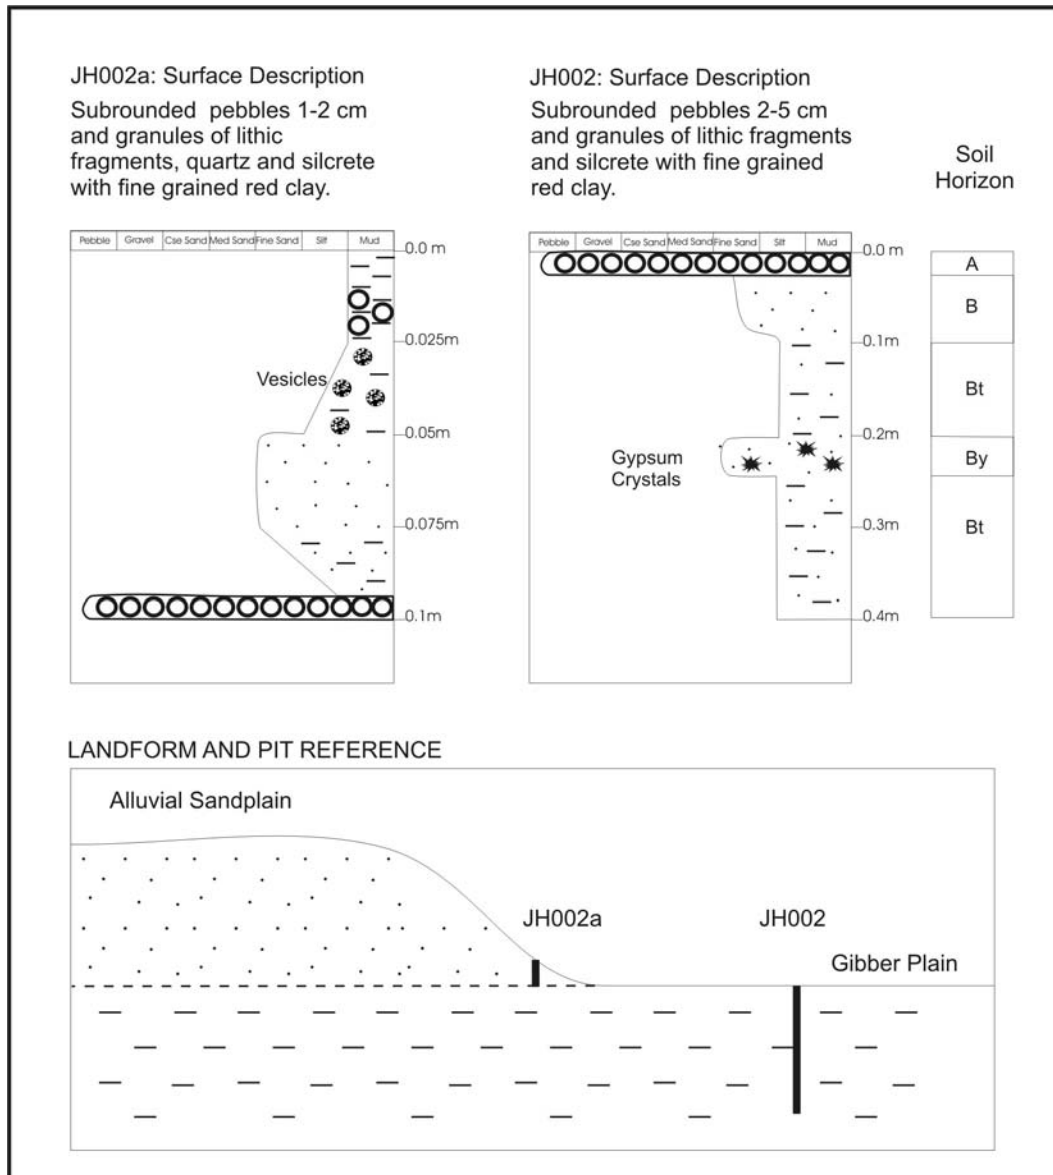 JH002a: Surface Description
Subrounded pebbles 1-2 cm
and granules of lithic
fragments, quartz and silcrete
with fine grained red clay.
JH002: Surface Description
Subrounded pebbles 2-5 cm
and granules of lithic fragments
and silcrete with fine grained
red clay.
Soil
Horizon
Pebble Gravel Cse Sand Med Sand Fine Sand Silt Mud
0.0 m
0.025m
Vesicles
0.05m
0.075m
0.1m
Pebble Gravel Cse Sand Med Sand Fine Sand Silt Mud
0.0 m
0.1m
0.2m
Gypsum
Crystals
0.3m
0.4m
A
B
Bt
By
Bt
LANDFORM AND PIT REFERENCE
Alluvial Sandplain
JH002a
JH002
Gibber Plain